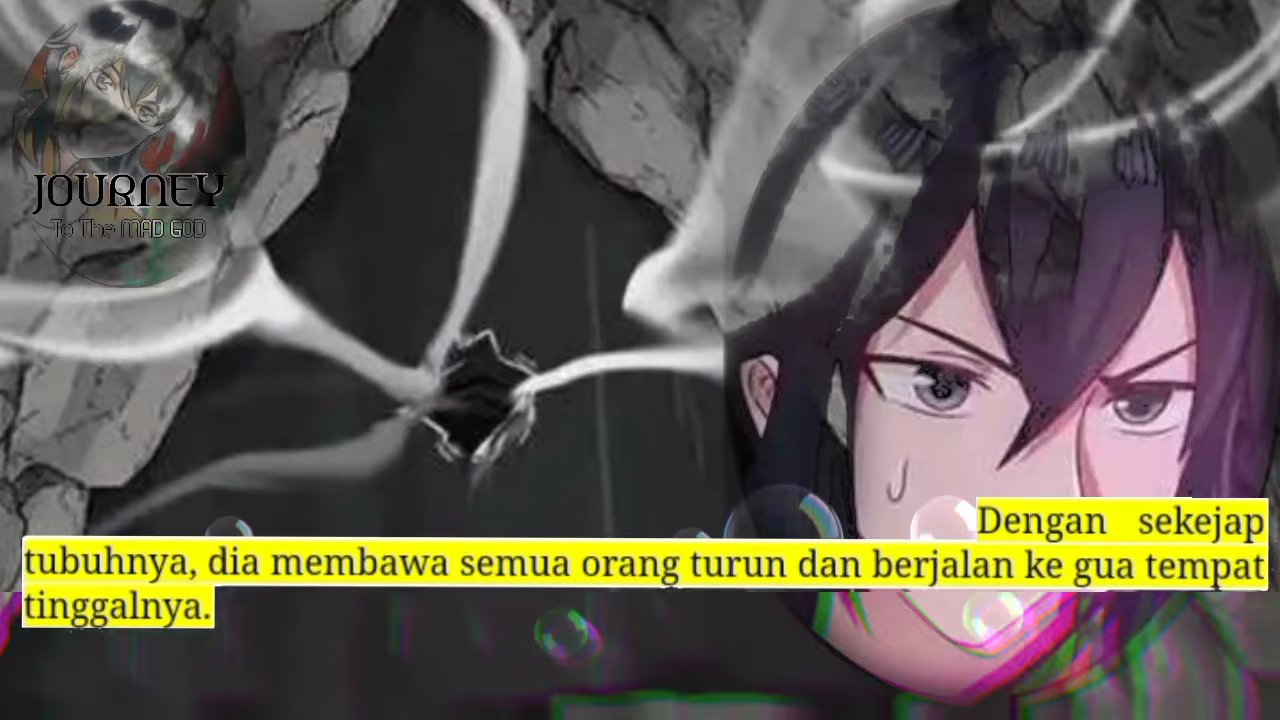 JOURNEY
To The MAD GOD
Dengan sekejap
tubuhnya, dia membawa semua orang turun dan berjalan ke gua tempat
tinggalnya.